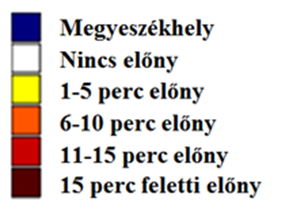 Megyeszékhely
Nincs előny
1-5 perc előny
6-10 perc előny
11-15 perc előny
15 perc feletti előny